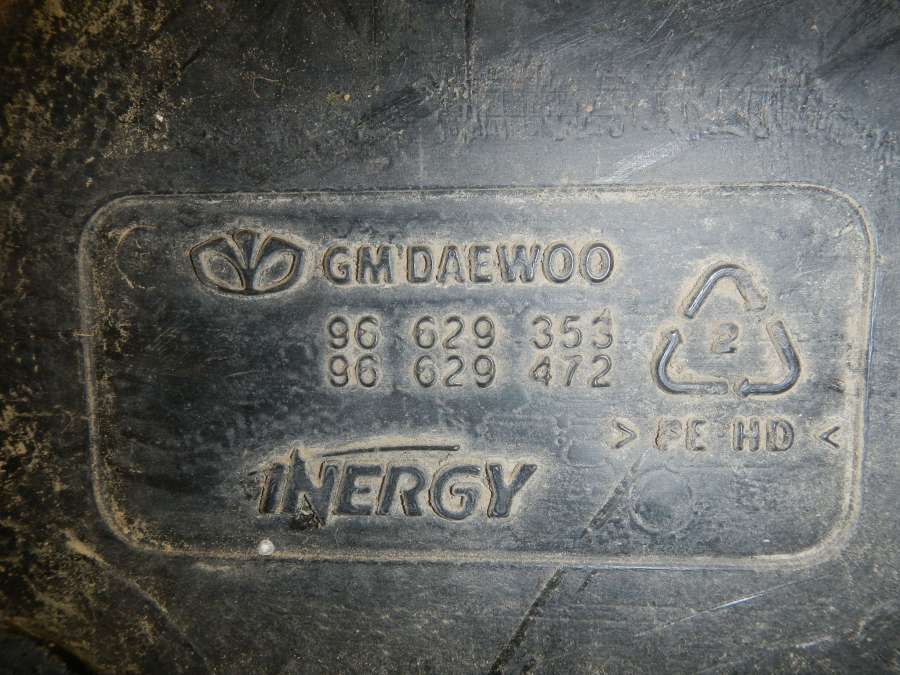 GM DAEWOO
96 629 353
96 629 472
2
> PE-HD <
INERGY